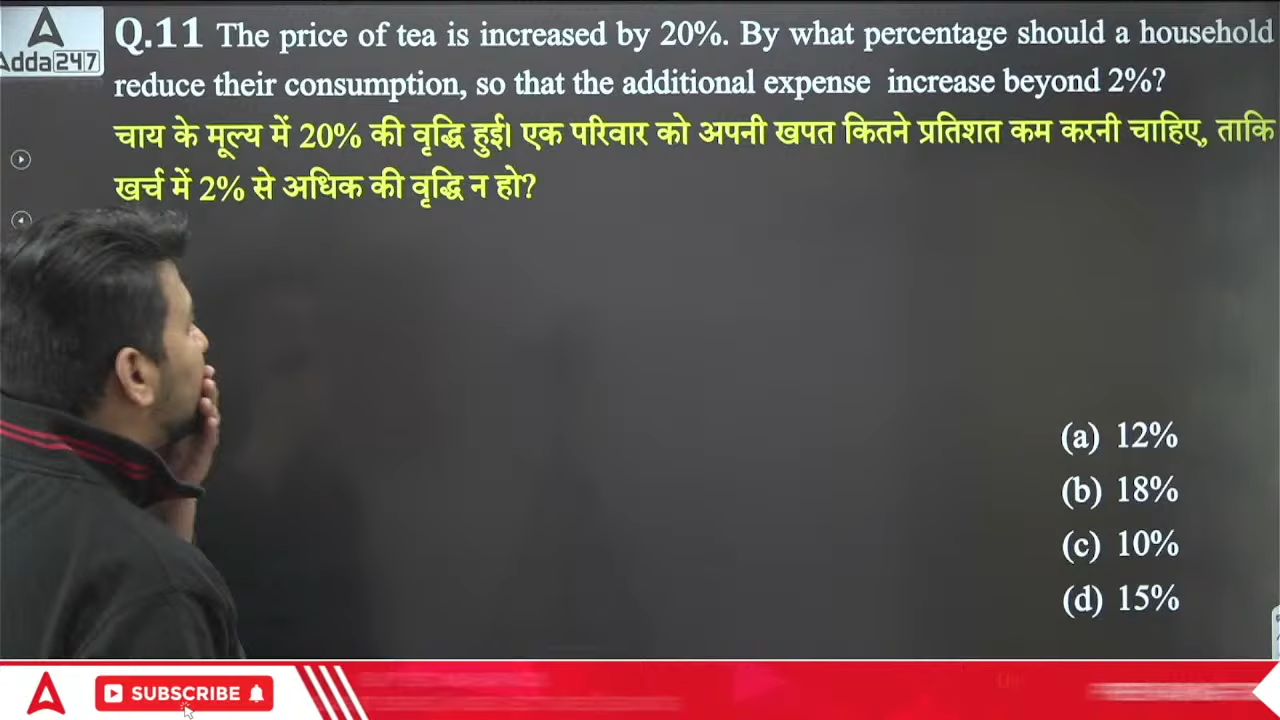 Adda247
Q.11 The price of tea is increased by 20%. By what percentage should a household
reduce their consumption, so that the additional expense increase beyond 2%?
चाय के मूल्य में 20% की वृद्धि हुई। एक परिवार को अपनी खपत कितने प्रतिशत कम करनी चाहिए, ताकि
खर्च में 2% से अधिक की वृद्धि न हो?
(a) 12%
(b) 18%
(c) 10%
(d) 15%
SUBSCRIBE